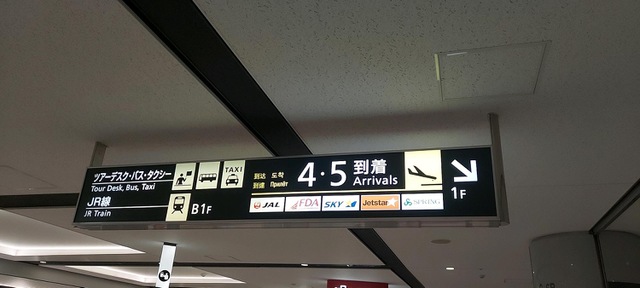 ツアーデスク・バス・タクシー
Tour Desk, Bus, Taxi
JR線
JR Train
B1F
TAXI
到达 도착
到達 Прилёт
4・5 到着
Arrivals
JAL FDA SKY Jetstar SPRING
1F